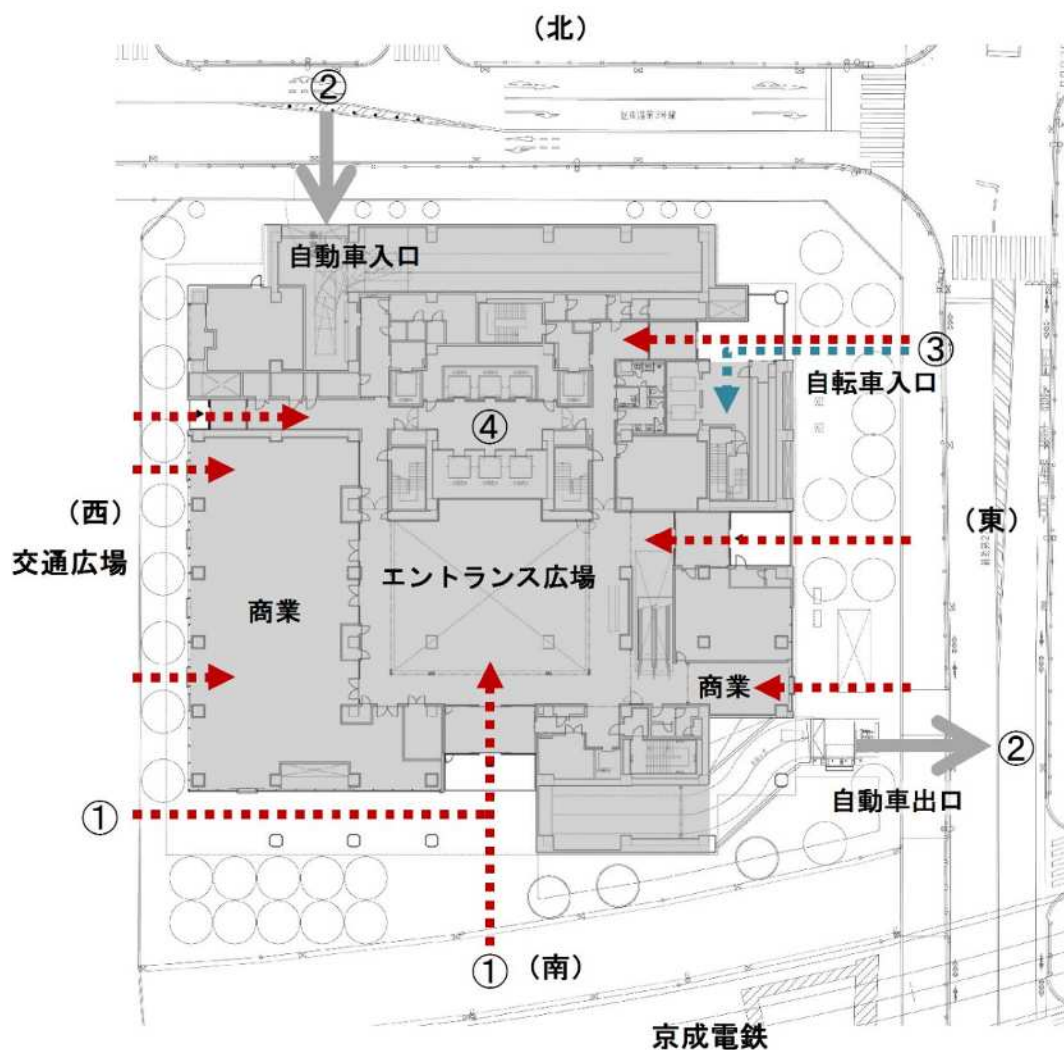 （北）
②
自動車入口
③
自転車入口
④
（西）
交通広場
（東）
エントランス広場
商業
商業
①
②
自動車出口
①（南）
京成電鉄